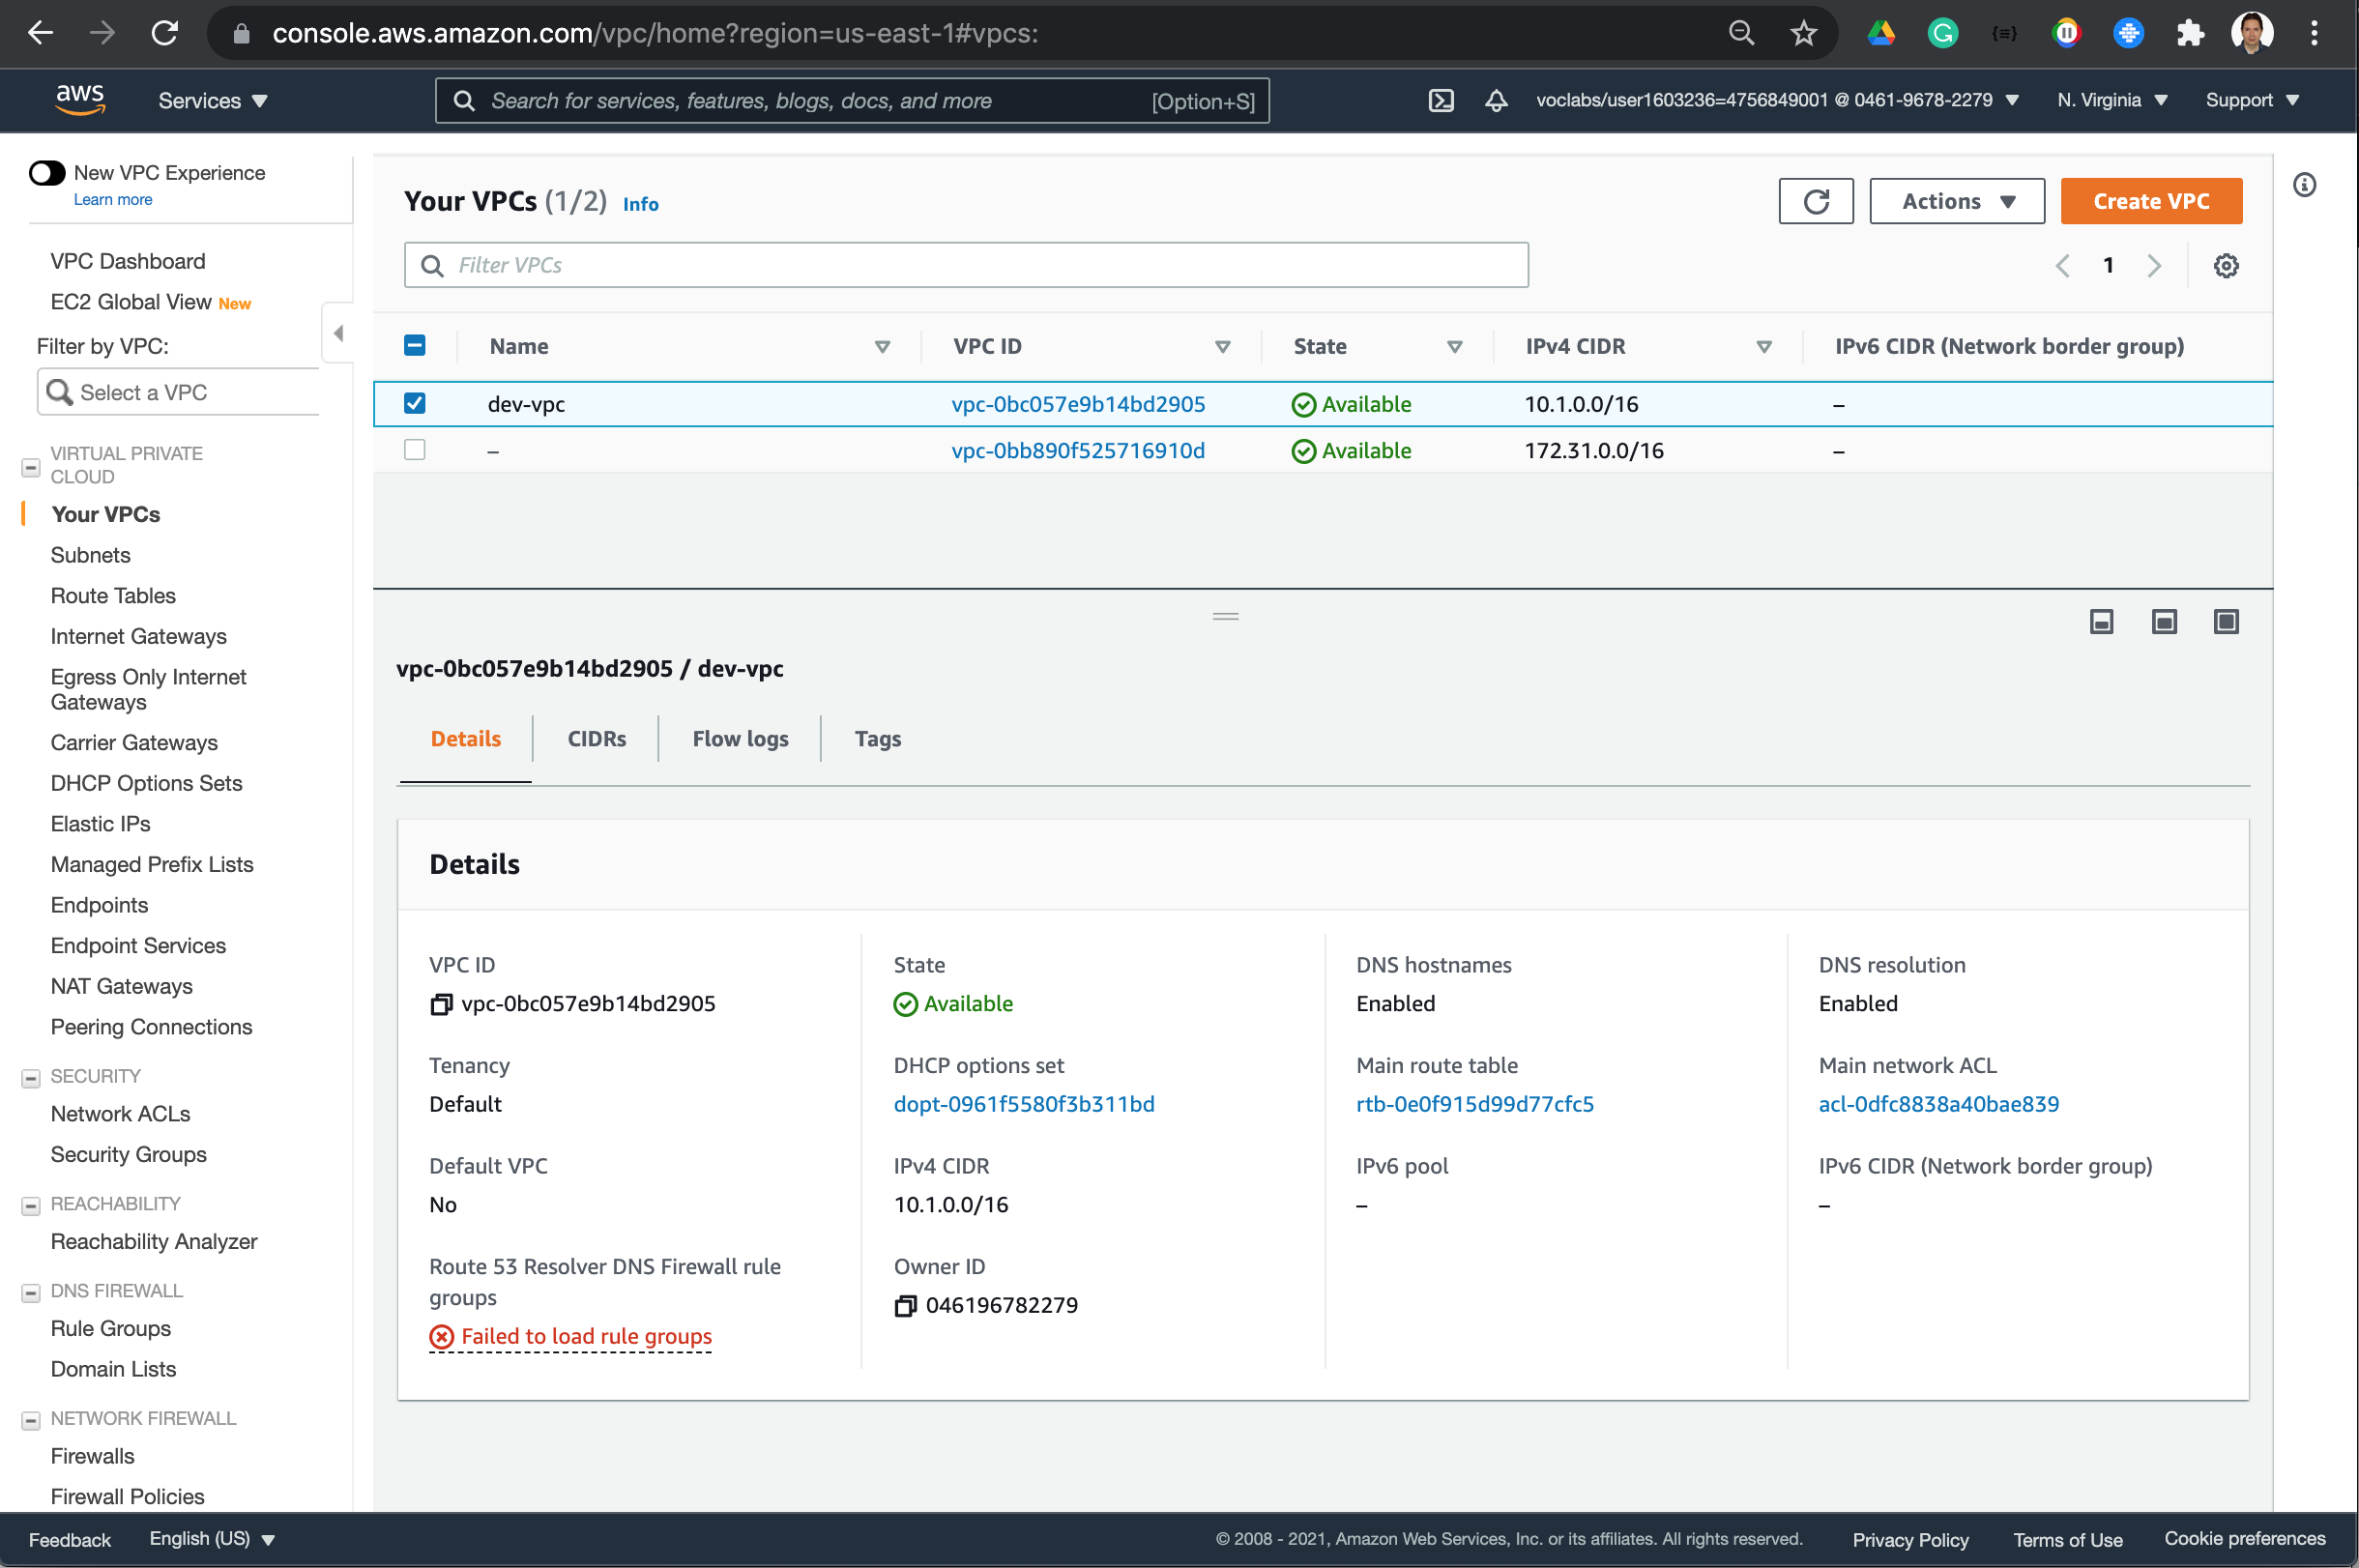 console.aws.amazon.com/vpc/home?region=us-east-1#vpcs:
aws
Services
Search for services, features, blogs, docs, and more
[Option+S]
voclabs/user1603236=4756849001 @ 0461-9678-2279
N. Virginia
Support
New VPC Experience
Learn more
VPC Dashboard
EC2 Global View New
Filter by VPC:
Select a VPC
VIRTUAL PRIVATE
CLOUD
Your VPCs
Subnets
Route Tables
Internet Gateways
Egress Only Internet
Gateways
Carrier Gateways
DHCP Options Sets
Elastic IPs
Managed Prefix Lists
Endpoints
Endpoint Services
NAT Gateways
Peering Connections
SECURITY
Network ACLs
Security Groups
REACHABILITY
Reachability Analyzer
DNS FIREWALL
Rule Groups
Domain Lists
NETWORK FIREWALL
Firewalls
Firewall Policies
Your VPCs (1/2) Info
Actions
Create VPC
Filter VPCs
1
Name VPC ID State IPv4 CIDR IPv6 CIDR (Network border group)
dev-vpc vpc-0bc057e9b14bd2905 Available 10.1.0.0/16 –
– vpc-0bb890f525716910d Available 172.31.0.0/16 –
vpc-0bc057e9b14bd2905 / dev-vpc
Details CIDRs Flow logs Tags
Details
VPC ID
vpc-0bc057e9b14bd2905
State
Available
DNS hostnames
Enabled
DNS resolution
Enabled
Tenancy
Default
DHCP options set
dopt-0961f5580f3b311bd
Main route table
rtb-0e0f915d99d77cfc5
Main network ACL
acl-0dfc8838a40bae839
Default VPC
No
IPv4 CIDR
10.1.0.0/16
IPv6 pool
–
IPv6 CIDR (Network border group)
–
Route 53 Resolver DNS Firewall rule
groups
Failed to load rule groups
Owner ID
046196782279
Feedback
English (US)
© 2008 - 2021, Amazon Web Services, Inc. or its affiliates. All rights reserved.
Privacy Policy
Terms of Use
Cookie preferences